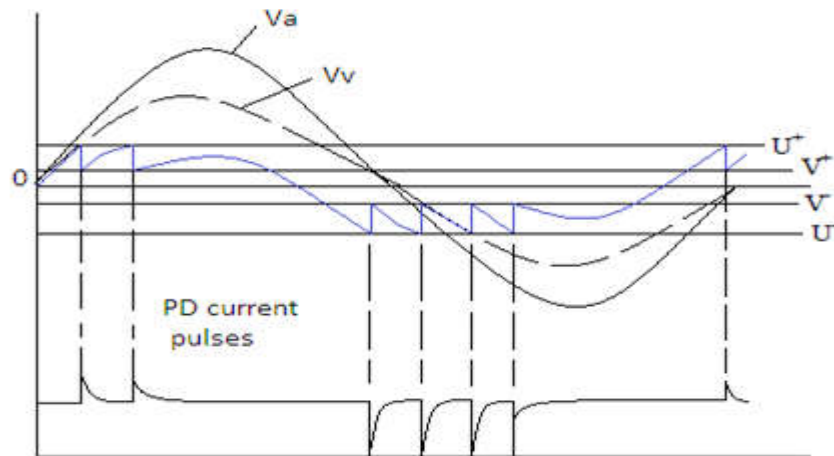 Va
Vv
U⁺
V⁺
0
V⁻
U
PD current
pulses